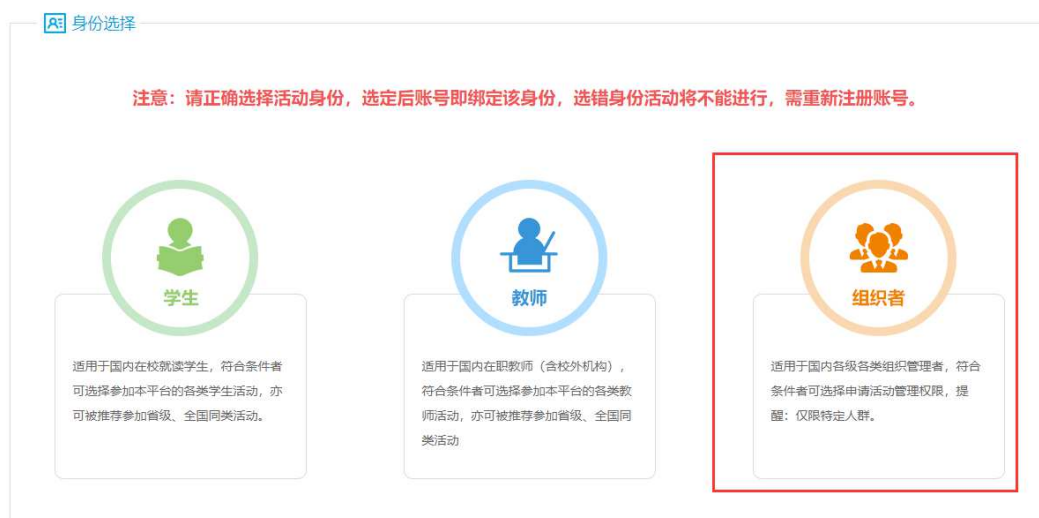 身份选择
注意：请正确选择活动身份，选定后账号即绑定该身份，选错身份活动将不能进行，需重新注册账号。
学生
适用于国内在校就读学生，符合条件者
可选择参加本平台的各类学生活动，亦
可被推荐参加省级、全国同类活动。
教师
适用于国内在职教师（含校外机构），
符合条件者可选择参加本平台的各类教
师活动，亦可被推荐参加省级、全国同
类活动
组织者
适用于国内各级各类组织管理者，符合
条件者可选择申请活动管理权限，提
醒：仅限特定人群。